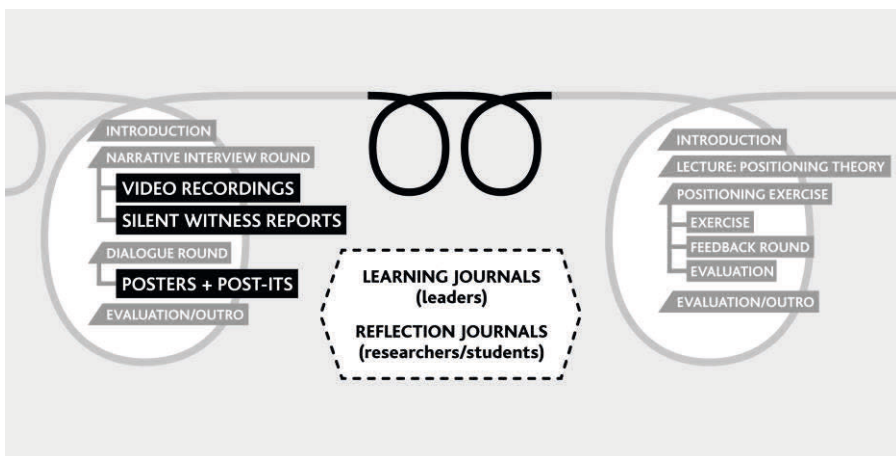 INTRODUCTION
NARRATIVE INTERVIEW ROUND
VIDEO RECORDINGS
SILENT WITNESS REPORTS
DIALOGUE ROUND
POSTERS + POST-ITS
EVALUATION/OUTRO
LEARNING JOURNALS
(leaders)
REFLECTION JOURNALS
(researchers/students)
INTRODUCTION
LECTURE: POSITIONING THEORY
POSITIONING EXERCISE
EXERCISE
FEEDBACK ROUND
EVALUATION
EVALUATION/OUTRO